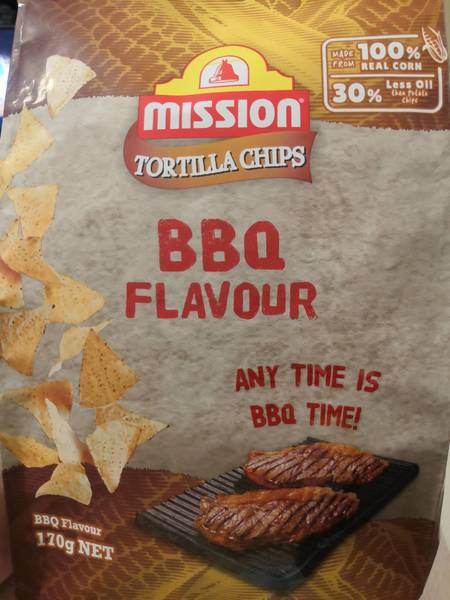 MADE FROM 100% REAL CORN
30% Less Oil than potato chips
MISSION®
TORTILLA CHIPS
BBQ
FLAVOUR
ANY TIME IS
BBQ TIME!
BBQ Flavour
170g NET